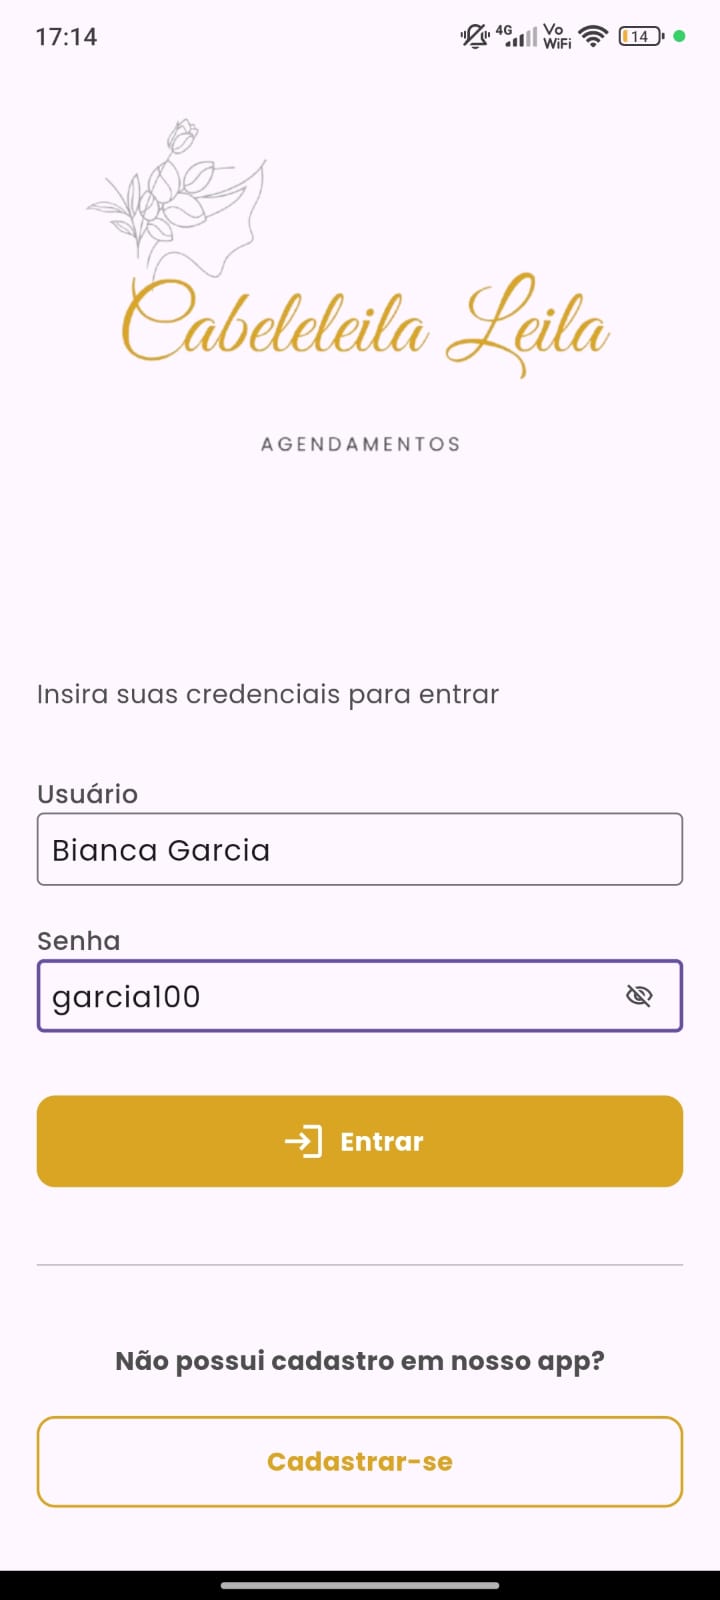 17:14
4G
Vo
WiFi
14
Cabeleleila Leila
AGENDAMENTOS
Insira suas credenciais para entrar
Usuário
Bianca Garcia
Senha
garcia100
Entrar
Não possui cadastro em nosso app?
Cadastrar-se